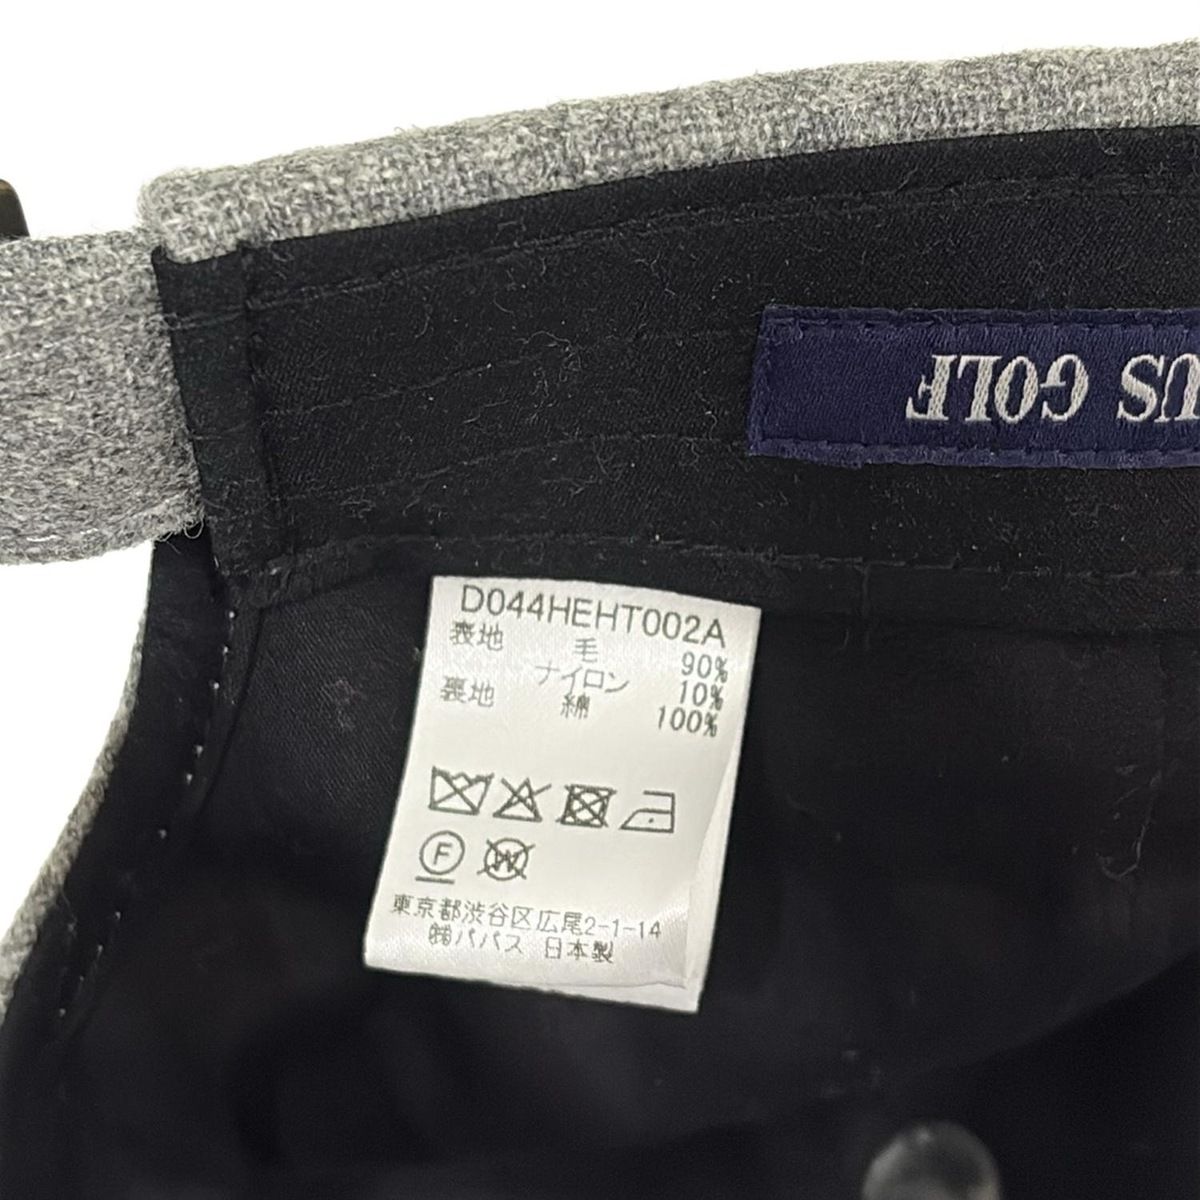 US GOLF
D044HEHT002A
表地 毛 90%
ナイロン 10%
裏地 綿 100%
F W
東京都渋谷区広尾2-1-14
㈱パパス 日本製